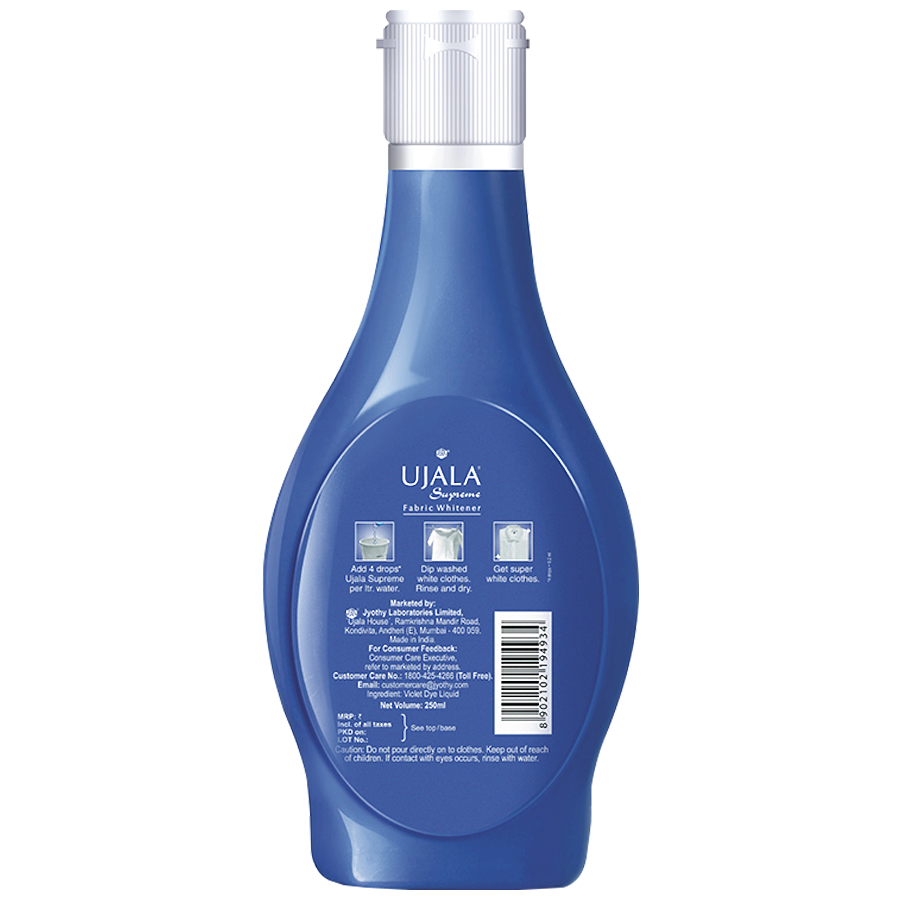 UJALA®
Supreme
Fabric Whitener
Add 4 drops*
Ujala Supreme
per ltr. water.
Dip washed
white clothes.
Rinse and dry.
Get super
white clothes.
Marketed by:
Jyothy Laboratories Limited,
'Ujala House', Ramkrishna Mandir Road,
Kondivita, Andheri (E), Mumbai - 400 059.
Made in India.
For Consumer Feedback:
Consumer Care Executive,
refer to marketed by address.
Customer Care No.: 1800-425-4266 (Toll Free).
Email: customercare@jyothy.com
Ingredient: Violet Dye Liquid
Net Volume: 250ml
MRP: ₹
Incl. of all taxes
PKD on:
LOT No.:
See top / base
Caution: Do not pour directly on to clothes. Keep out of reach
of children. If contact with eyes occurs, rinse with water.
8 902102 194934